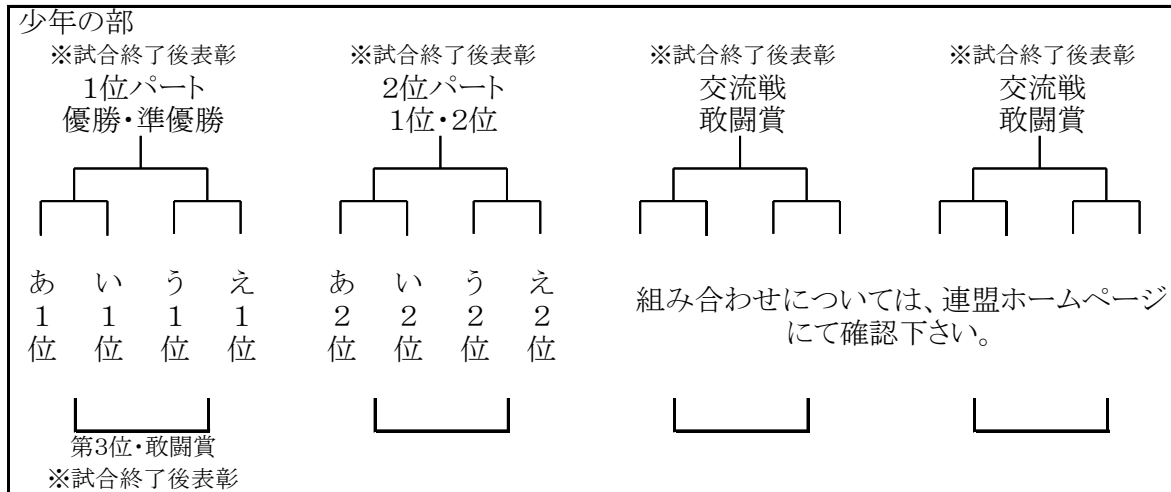 少年の部
※試合終了後表彰
1位パート
優勝・準優勝
※試合終了後表彰
2位パート
1位・2位
※試合終了後表彰
交流戦
敢闘賞
※試合終了後表彰
交流戦
敢闘賞
あ1位
い1位
う1位
え1位
あ2位
い2位
う2位
え2位
組み合わせについては、連盟ホームページ
にて確認下さい。
第3位・敢闘賞
※試合終了後表彰